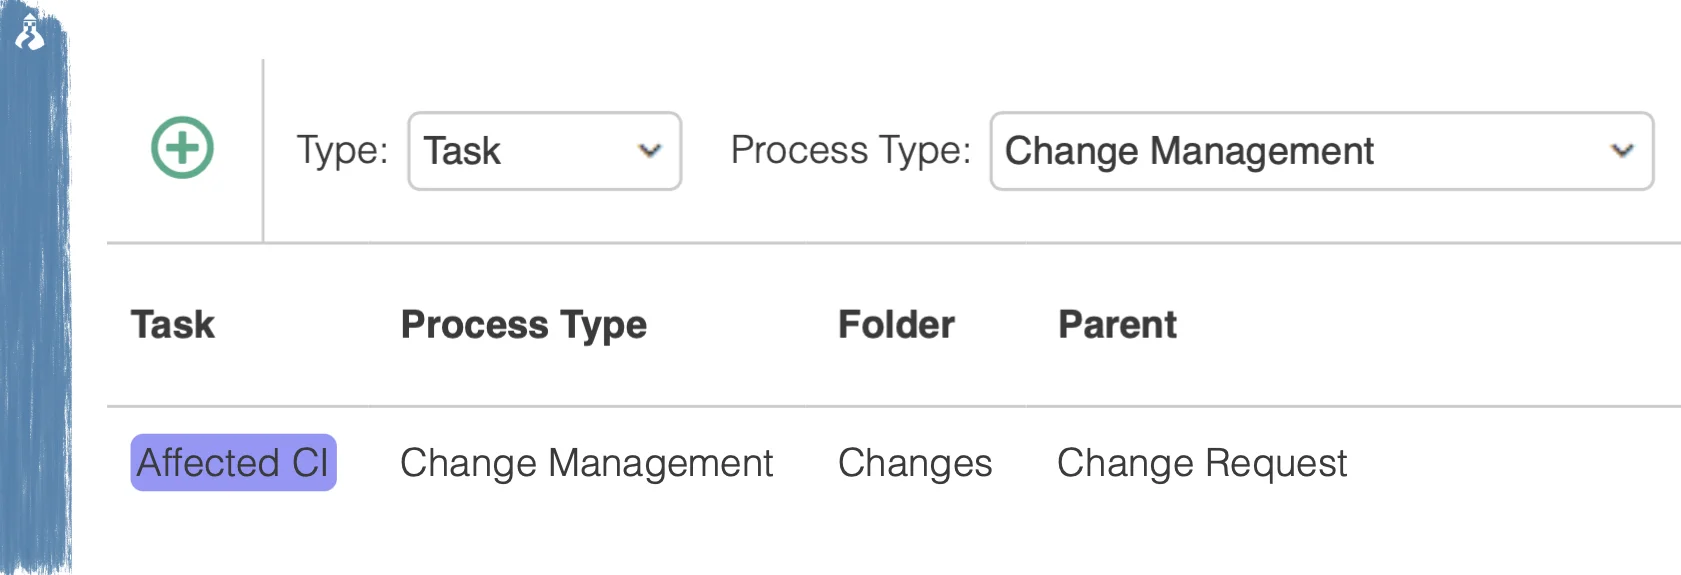 Type: Task Process Type: Change Management
Task Process Type Folder Parent
Affected CI Change Management Changes Change Request